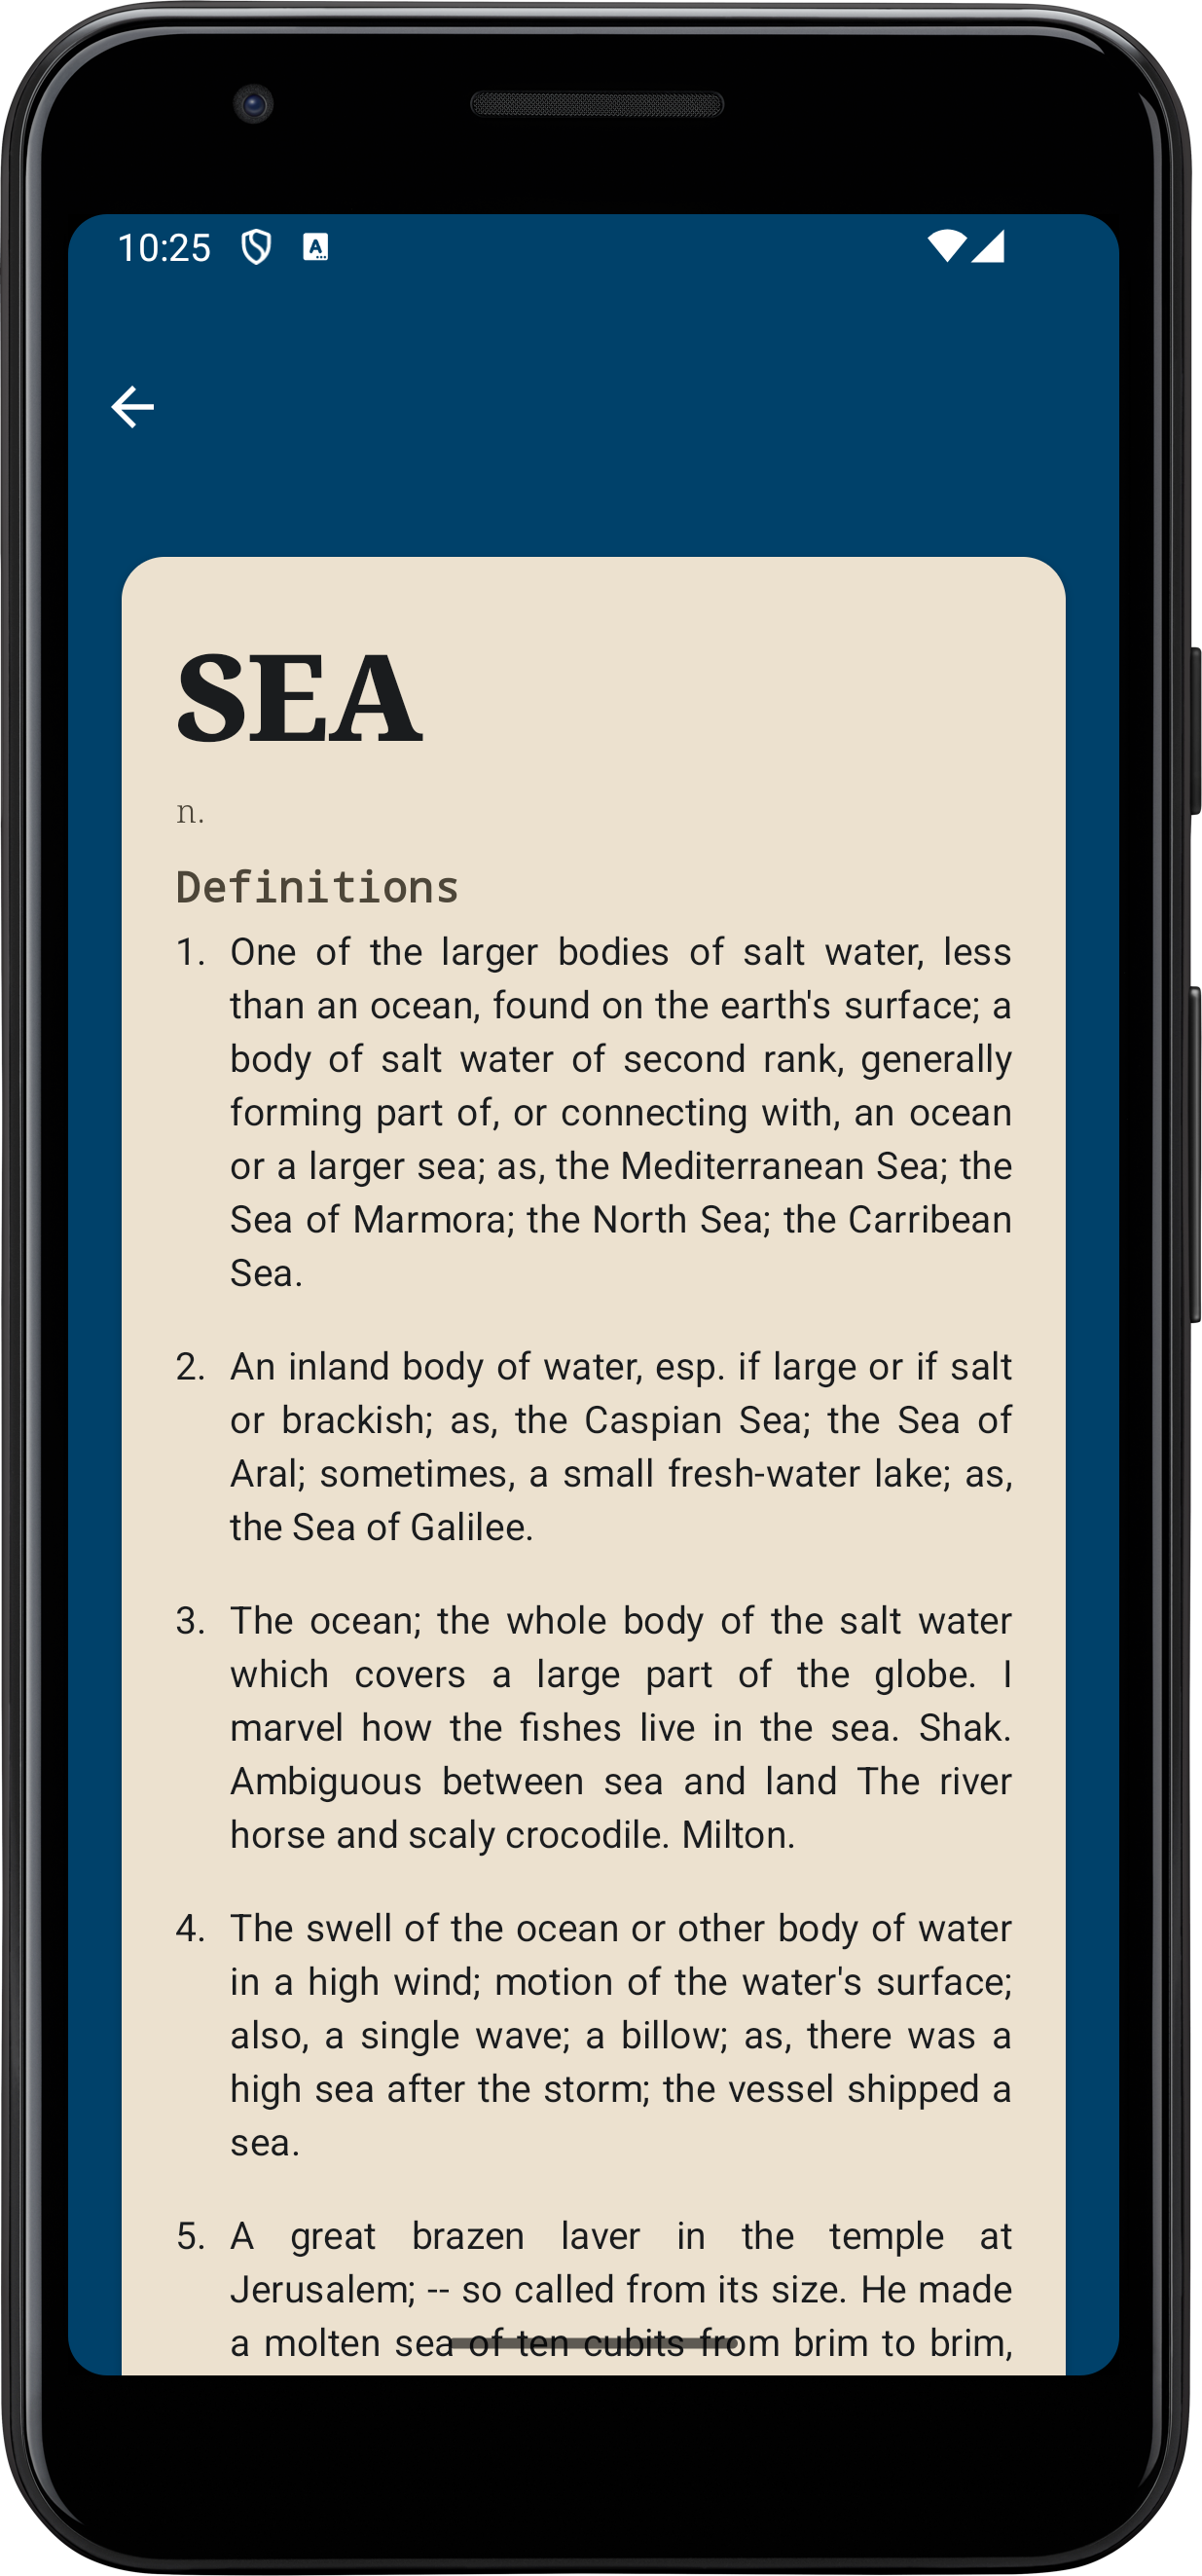 10:25
SEA
n.
Definitions
1. One of the larger bodies of salt water, less
than an ocean, found on the earth's surface; a
body of salt water of second rank, generally
forming part of, or connecting with, an ocean
or a larger sea; as, the Mediterranean Sea; the
Sea of Marmora; the North Sea; the Carribean
Sea.
2. An inland body of water, esp. if large or if salt
or brackish; as, the Caspian Sea; the Sea of
Aral; sometimes, a small fresh-water lake; as,
the Sea of Galilee.
3. The ocean; the whole body of the salt water
which covers a large part of the globe. I
marvel how the fishes live in the sea. Shak.
Ambiguous between sea and land The river
horse and scaly crocodile. Milton.
4. The swell of the ocean or other body of water
in a high wind; motion of the water's surface;
also, a single wave; a billow; as, there was a
high sea after the storm; the vessel shipped a
sea.
5. A great brazen laver in the temple at
Jerusalem; -- so called from its size. He made
a molten sea of ten cubits from brim to brim,